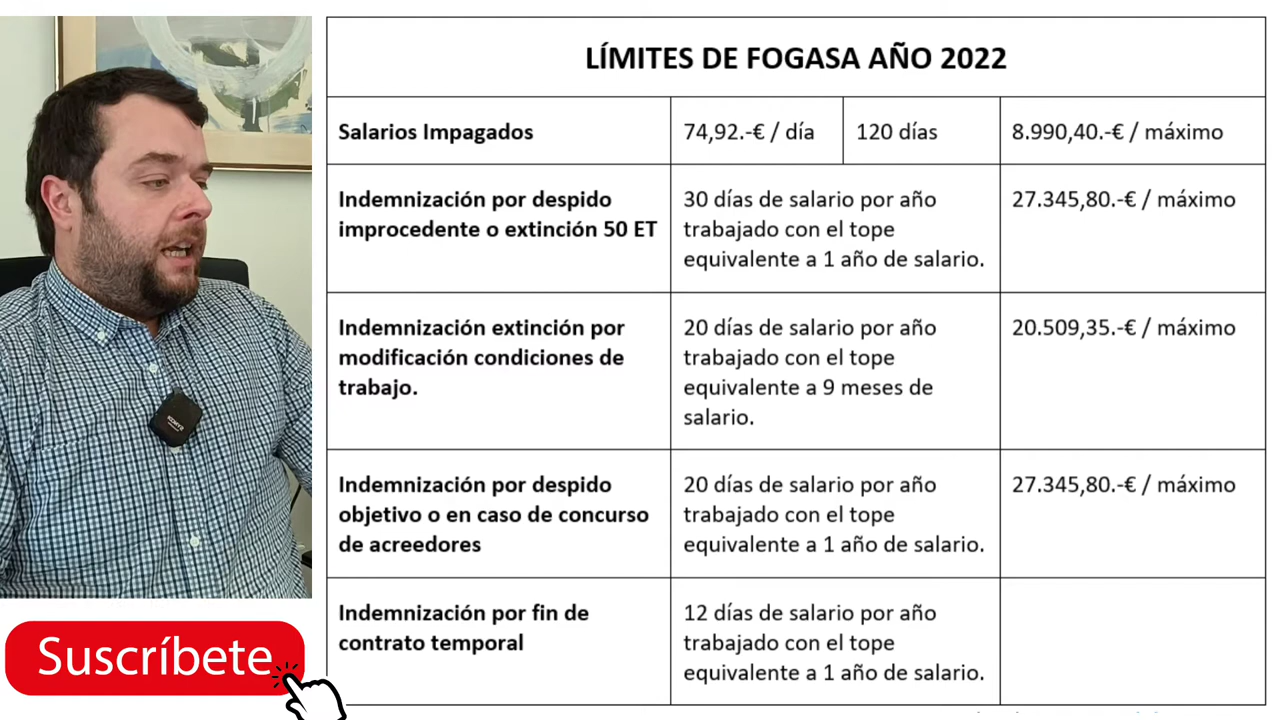 LÍMITES DE FOGASA AÑO 2022
Salarios Impagados
74,92.-€ / día
120 días
8.990,40.-€ / máximo
Indemnización por despido
improcedente o extinción 50 ET
30 días de salario por año
trabajado con el tope
equivalente a 1 año de salario.
27.345,80.-€ / máximo
Indemnización extinción por
modificación condiciones de
trabajo.
20 días de salario por año
trabajado con el tope
equivalente a 9 meses de
salario.
20.509,35.-€ / máximo
Indemnización por despido
objetivo o en caso de concurso
de acreedores
20 días de salario por año
trabajado con el tope
equivalente a 1 año de salario.
27.345,80.-€ / máximo
Indemnización por fin de
contrato temporal
12 días de salario por año
trabajado con el tope
equivalente a 1 año de salario.
Suscríbete